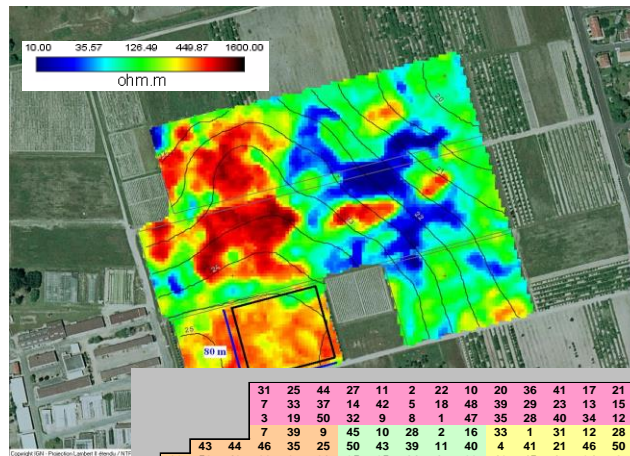 10.00 35.57 126.49 449.87 1600.00
ohm.m
20
22
24
25
80 m
31 25 44 27 11 2 22 10 20 36 41 17 21
7 33 37 14 42 5 18 48 39 29 23 13 15
3 19 50 32 9 8 1 47 35 28 40 34 12
7 39 9 45 10 28 2 16 33 1 31 12 28
43 44 46 35 25 50 43 39 11 40 4 41 21 46 50